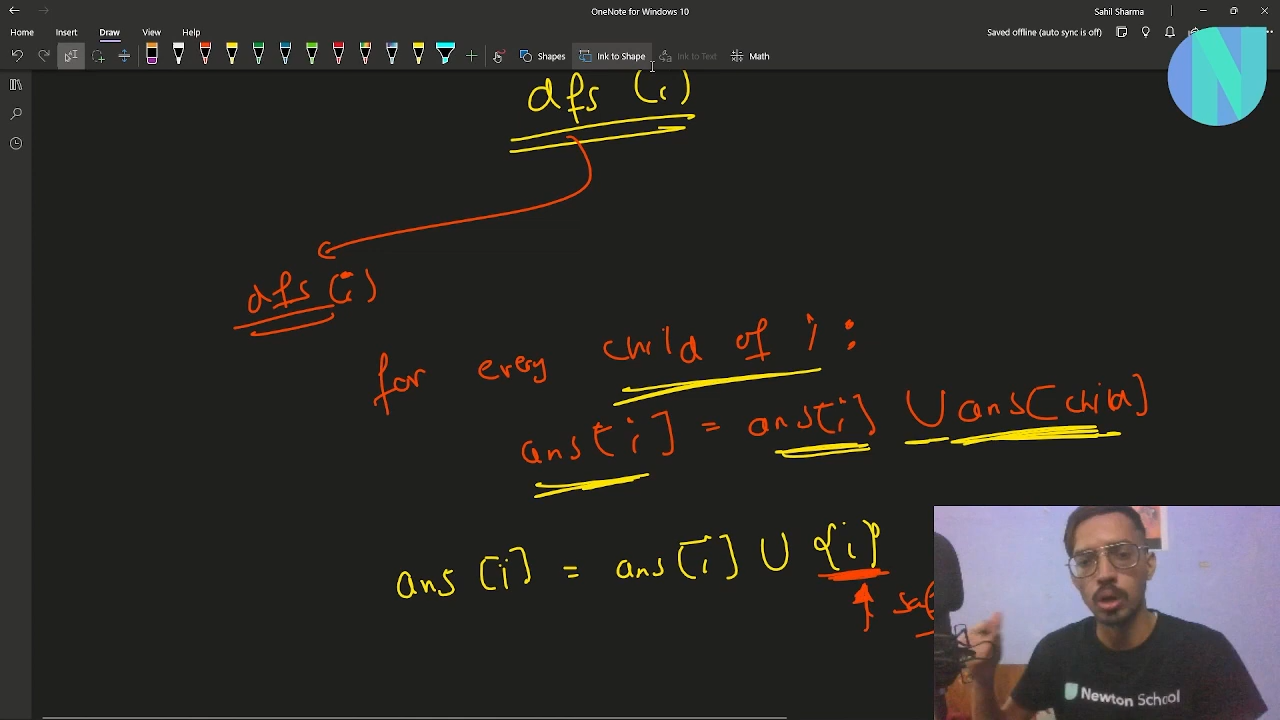 OneNote for Windows 10
Sahil Sharma
Home Insert Draw View Help
Saved offline (auto sync is off)
Shapes Ink to Shape Ink to Text Math
dfs (i)
dfs (i)
for every child of i :
ans[i] = ans[i] ∪ ans[child]
ans [i] = ans[i] ∪ {i}
Newton School